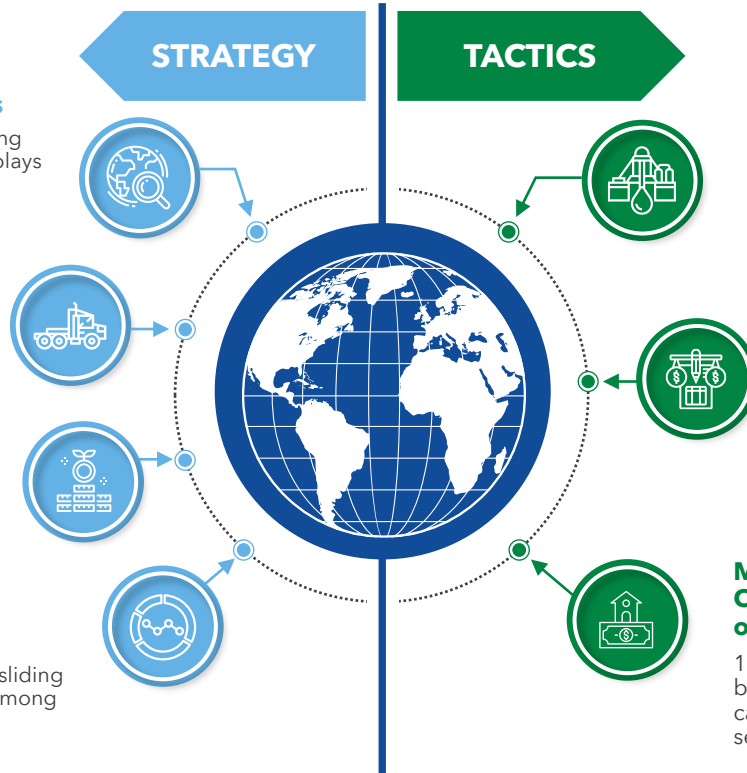 STRATEGY
TACTICS
s
ng
plays
sliding
mong
M
C
o
1
b
ca
se